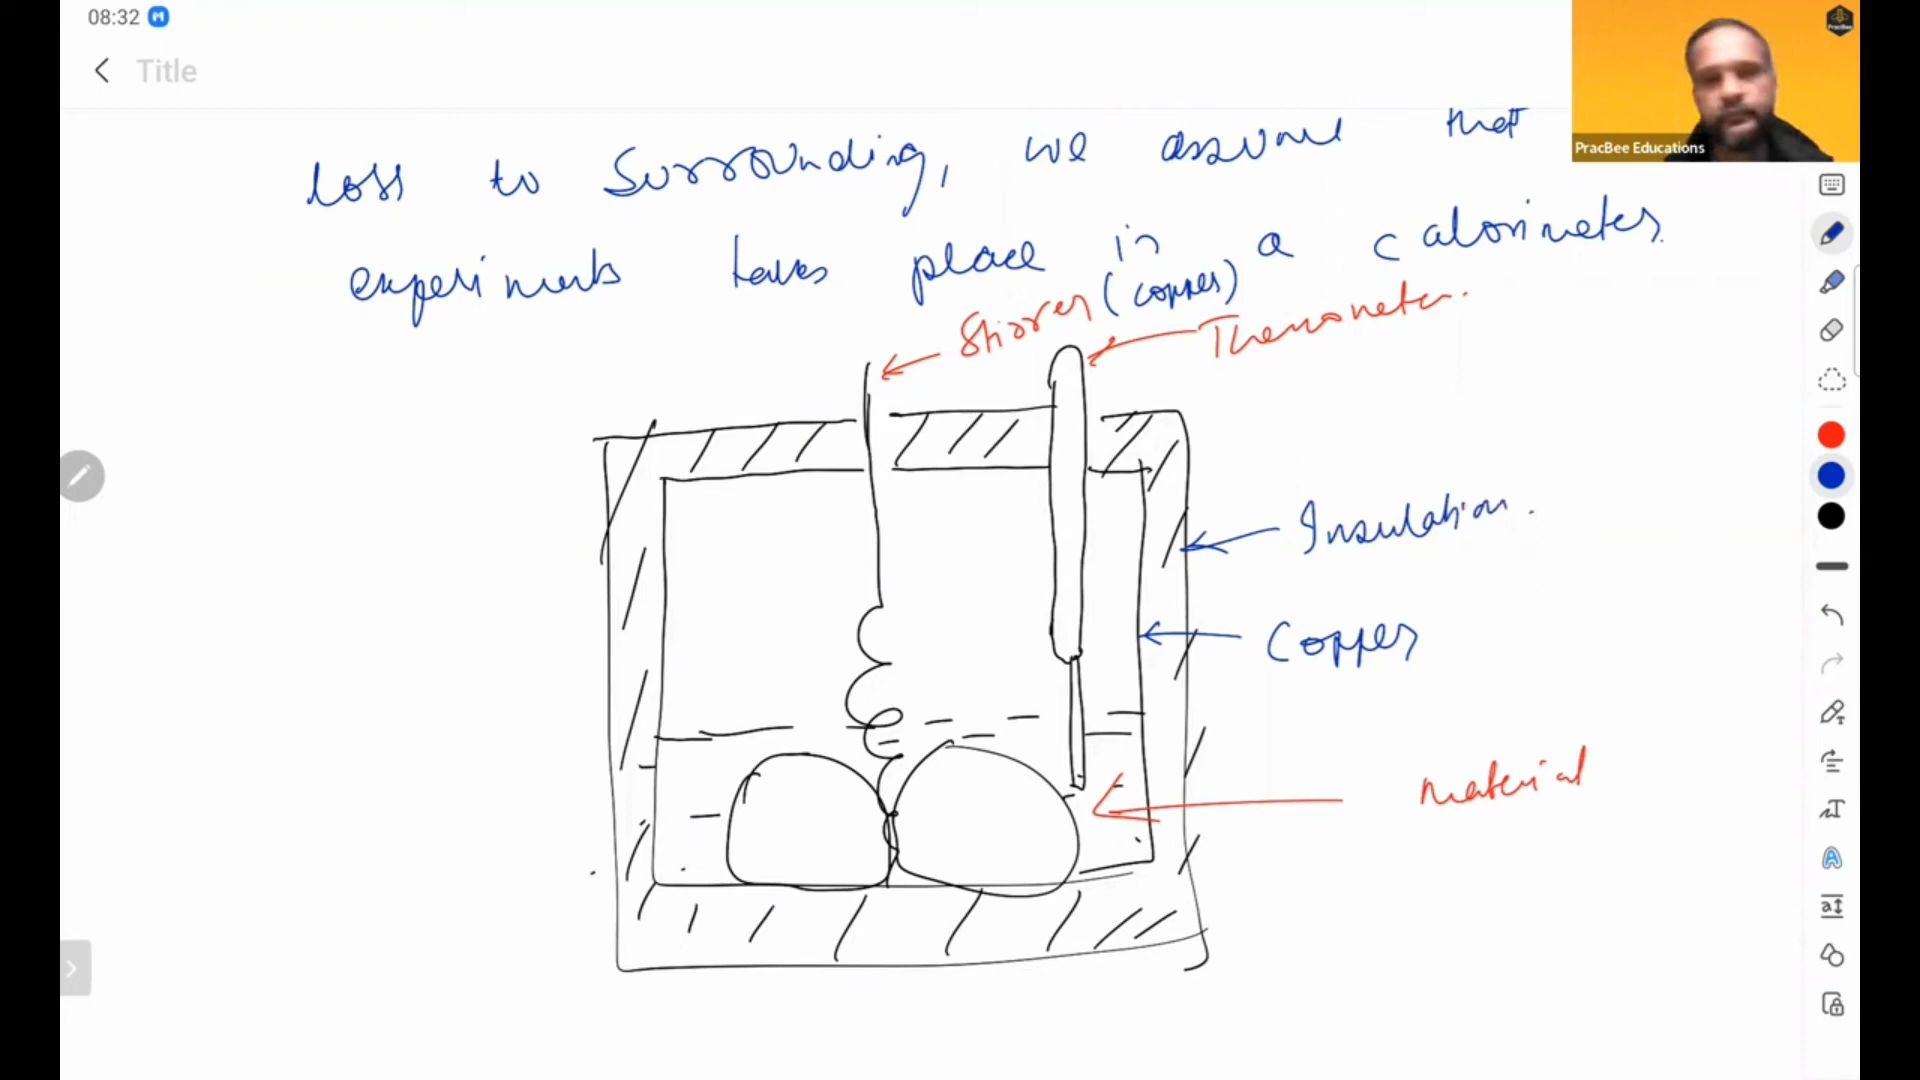 08:32
Title
PracBee
PracBee Educations
loss to surrounding, we assume that
experiments takes place in a calorimeter.
Stirrer (copper)
Thermometer.
Insulation.
Copper
material